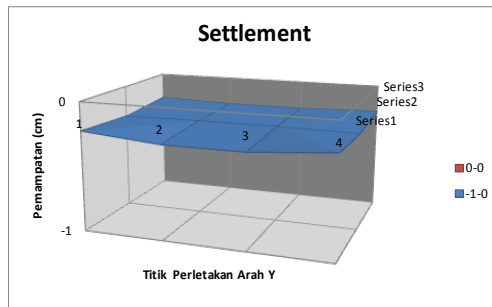 Settlement
Pemampatan (cm)
0
-1
1
2
3
4
Series3
Series2
Series1
Titik Perletakan Arah Y
0-0
-1-0